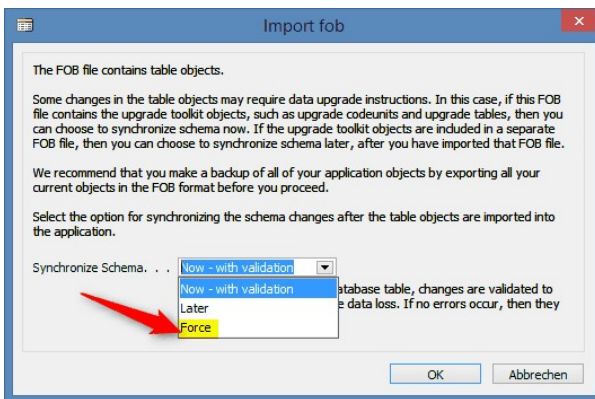 Import fob
The FOB file contains table objects.
Some changes in the table objects may require data upgrade instructions. In this case, if this FOB
file contains the upgrade toolkit objects, such as upgrade codeunits and upgrade tables, then you
can choose to synchronize schema now. If the upgrade toolkit objects are included in a separate
FOB file, then you can choose to synchronize schema later, after you have imported that FOB file.
We recommend that you make a backup of all of your application objects by exporting all your
current objects in the FOB format before you proceed.
Select the option for synchronizing the schema changes after the table objects are imported into
the application.
Synchronize Schema. . . Now - with validation
Now - with validation
atabase table, changes are validated to
Later
e data loss. If no errors occur, then they
Force
OK
Abbrechen